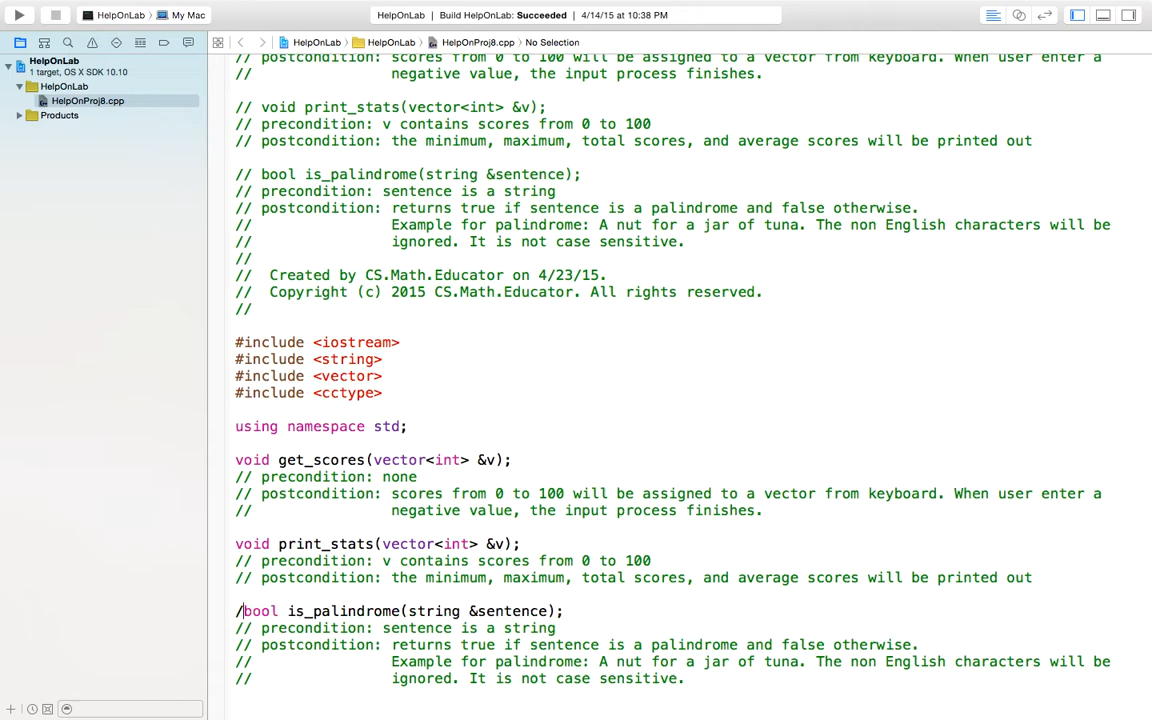 HelpOnLab › My Mac
HelpOnLab | Build HelpOnLab: Succeeded | 4/14/15 at 10:38 PM
HelpOnLab › HelpOnLab › HelpOnProj8.cpp › No Selection
HelpOnLab
1 target, OS X SDK 10.10
HelpOnLab
HelpOnProj8.cpp
Products
// postcondition: scores from 0 to 100 will be assigned to a vector from keyboard. When user enter a
// negative value, the input process finishes.
// void print_stats(vector<int> &v);
// precondition: v contains scores from 0 to 100
// postcondition: the minimum, maximum, total scores, and average scores will be printed out
// bool is_palindrome(string &sentence);
// precondition: sentence is a string
// postcondition: returns true if sentence is a palindrome and false otherwise.
// Example for palindrome: A nut for a jar of tuna. The non English characters will be
// ignored. It is not case sensitive.
//
// Created by CS.Math.Educator on 4/23/15.
// Copyright (c) 2015 CS.Math.Educator. All rights reserved.
//
#include <iostream>
#include <string>
#include <vector>
#include <cctype>
using namespace std;
void get_scores(vector<int> &v);
// precondition: none
// postcondition: scores from 0 to 100 will be assigned to a vector from keyboard. When user enter a
// negative value, the input process finishes.
void print_stats(vector<int> &v);
// precondition: v contains scores from 0 to 100
// postcondition: the minimum, maximum, total scores, and average scores will be printed out
/bool is_palindrome(string &sentence);
// precondition: sentence is a string
// postcondition: returns true if sentence is a palindrome and false otherwise.
// Example for palindrome: A nut for a jar of tuna. The non English characters will be
// ignored. It is not case sensitive.